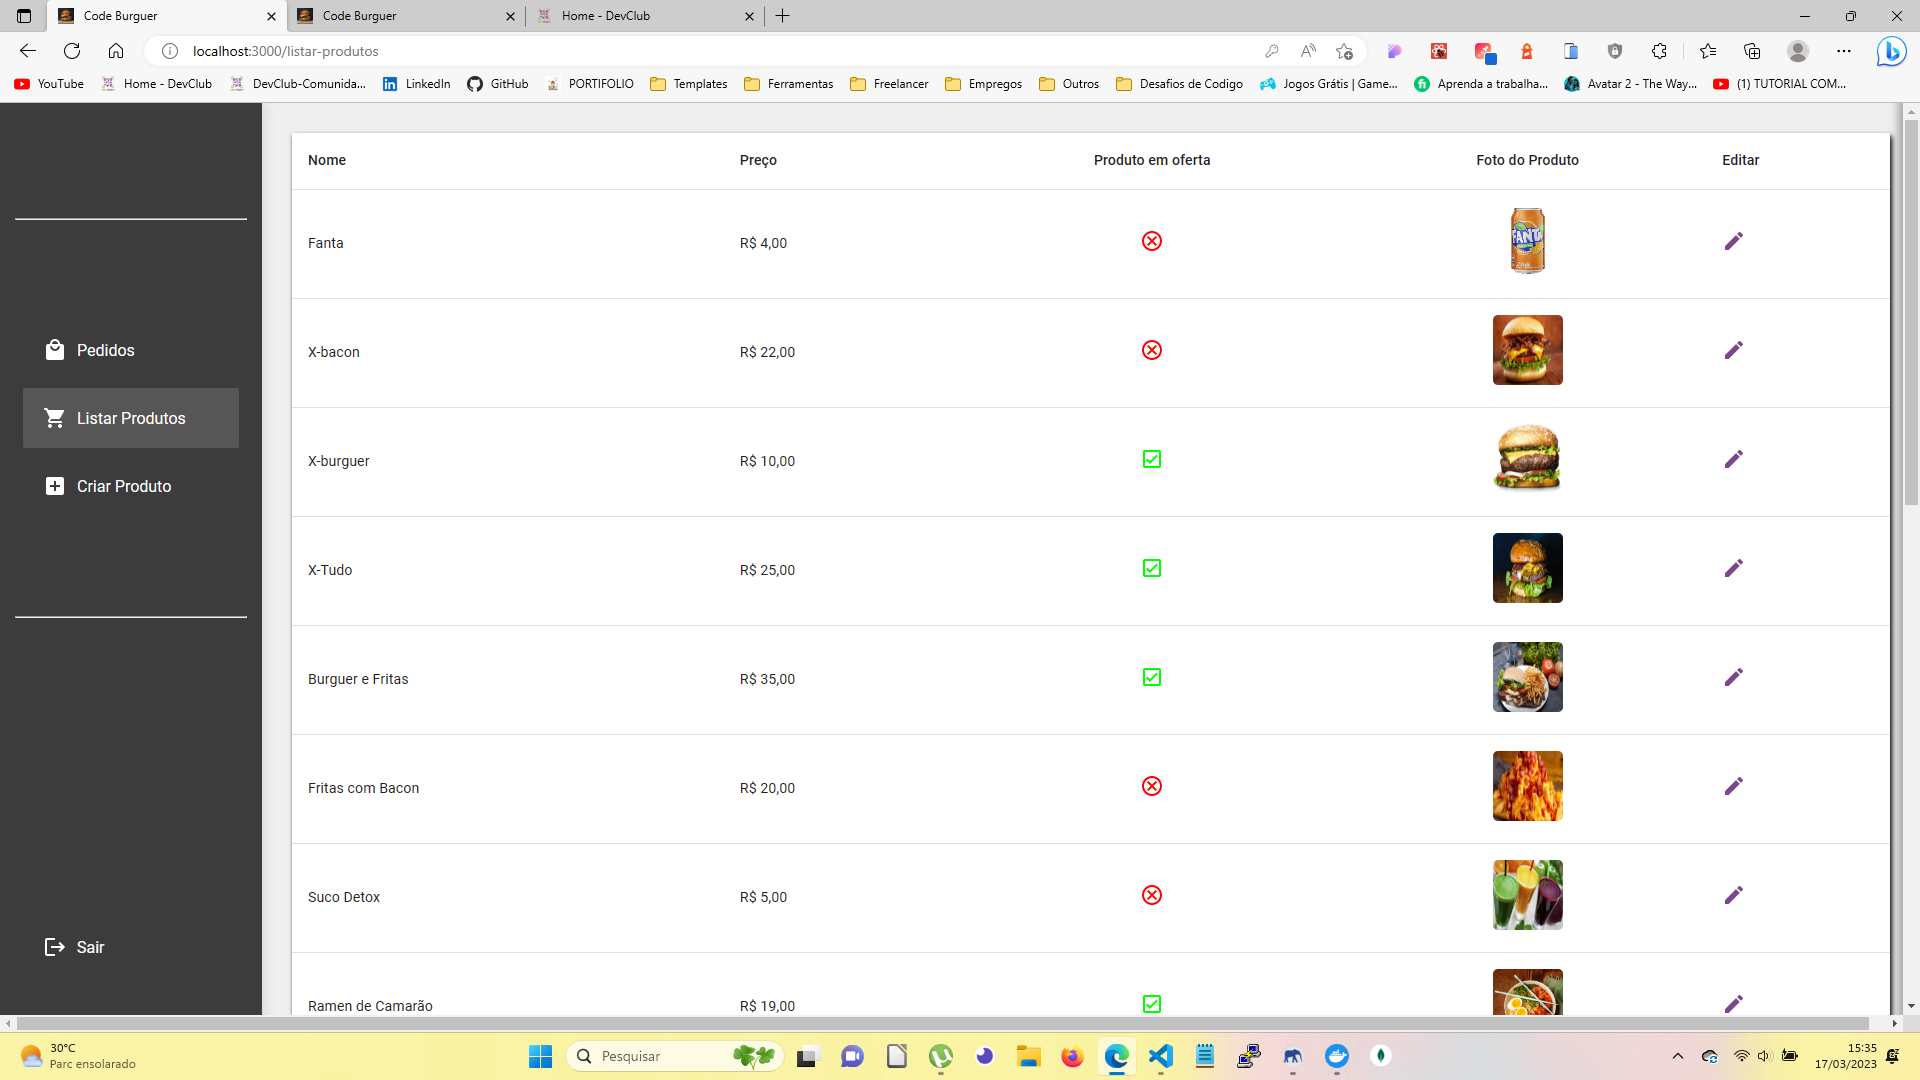 Code Burguer
Code Burguer
Home - DevClub
localhost:3000/listar-produtos
YouTube
Home - DevClub
DevClub-Comunida...
LinkedIn
GitHub
PORTIFOLIO
Templates
Ferramentas
Freelancer
Empregos
Outros
Desafios de Codigo
Jogos Grátis | Game...
Aprenda a trabalha...
Avatar 2 - The Way...
(1) TUTORIAL COM...
Pedidos
Listar Produtos
Criar Produto
Sair
Nome Preço Produto em oferta Foto do Produto Editar
Fanta R$ 4,00
FANTA
X-bacon R$ 22,00
X-burguer R$ 10,00
X-Tudo R$ 25,00
Burguer e Fritas R$ 35,00
Fritas com Bacon R$ 20,00
Suco Detox R$ 5,00
Ramen de Camarão R$ 19,00
30°C
Parc ensolarado
Pesquisar
15:35
17/03/2023